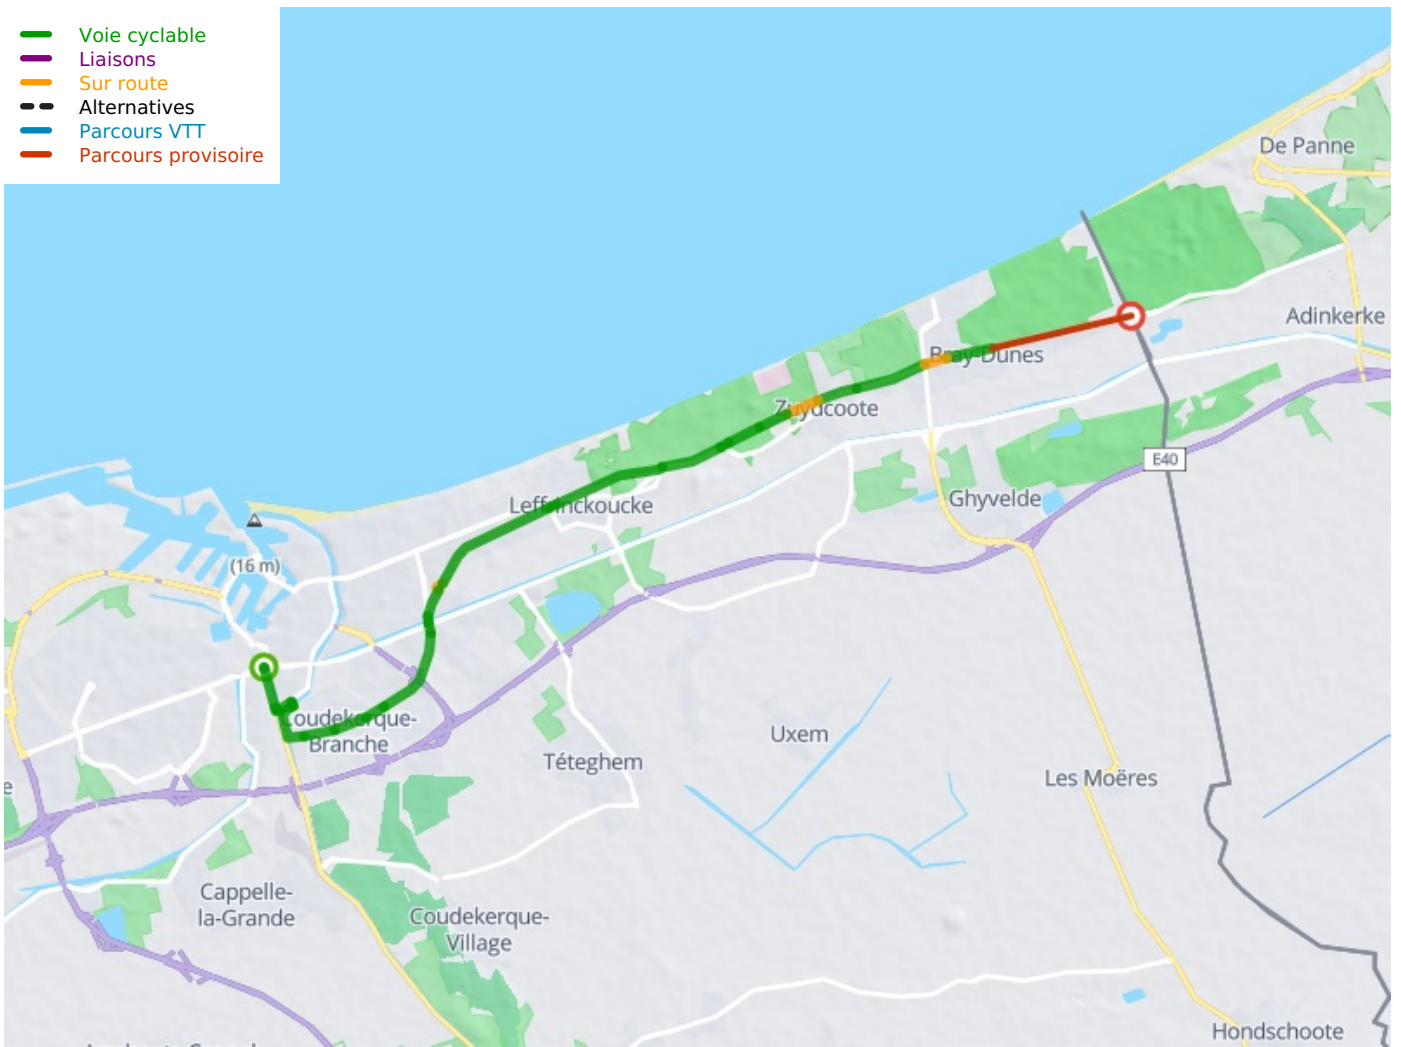 Voie cyclable
Liaisons
Sur route
Alternatives
Parcours VTT
Parcours provisoire
De Panne
Adinkerke
Bray-Dunes
Zuydcoote
E40
Ghyvelde
Leffrinckoucke
(16 m)
Coudekerque-
Branche
Uxem
Téteghem
Les Moëres
e
Cappelle-
la-Grande
Coudekerque-
Village
Hondschoote